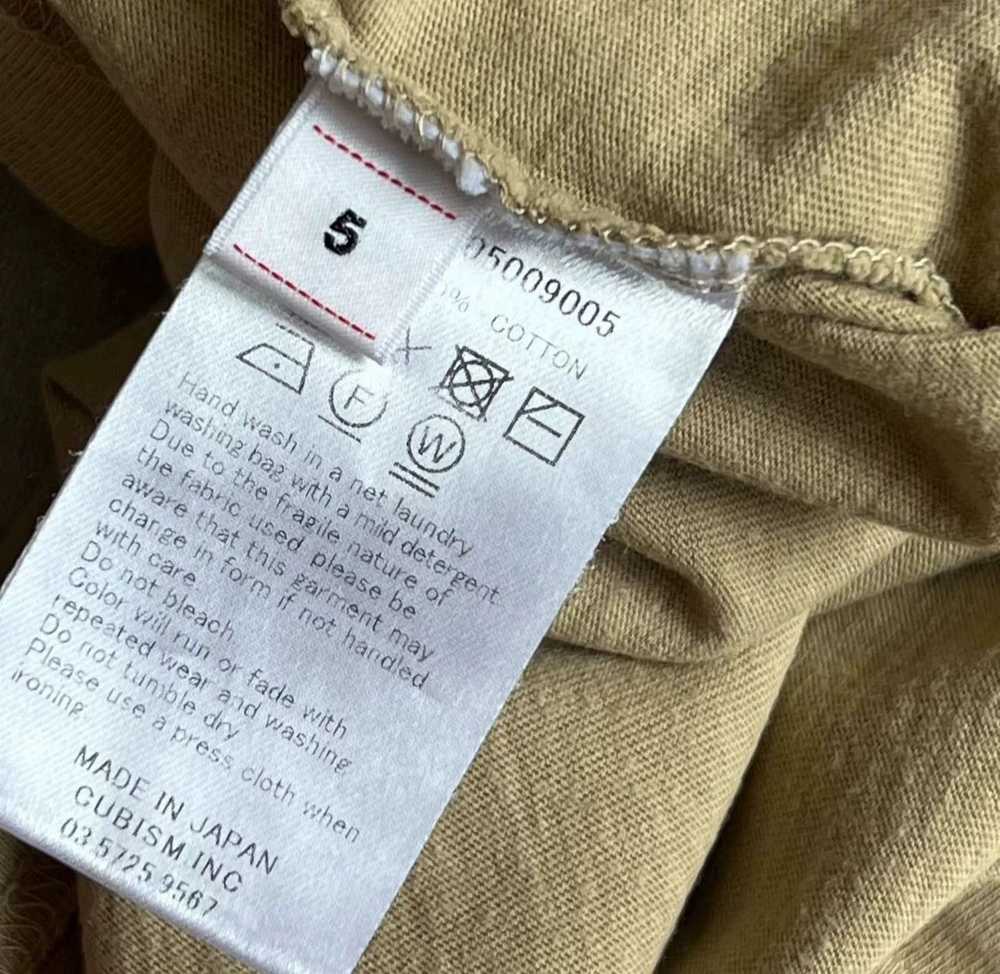 5
05009005
0% COTTON
F
W
Hand wash in a net laundry
washing bag with a mild detergent.
Due to the fragile nature of
the fabric used please be
aware that this garment may
change in form if not handled
with care
Do not bleach
Color will run or fade with
repeated wear and washing
Do not tumble dry
Please use a press cloth when
ironing.
MADE IN JAPAN
CUBISM.INC
03 5725 9567